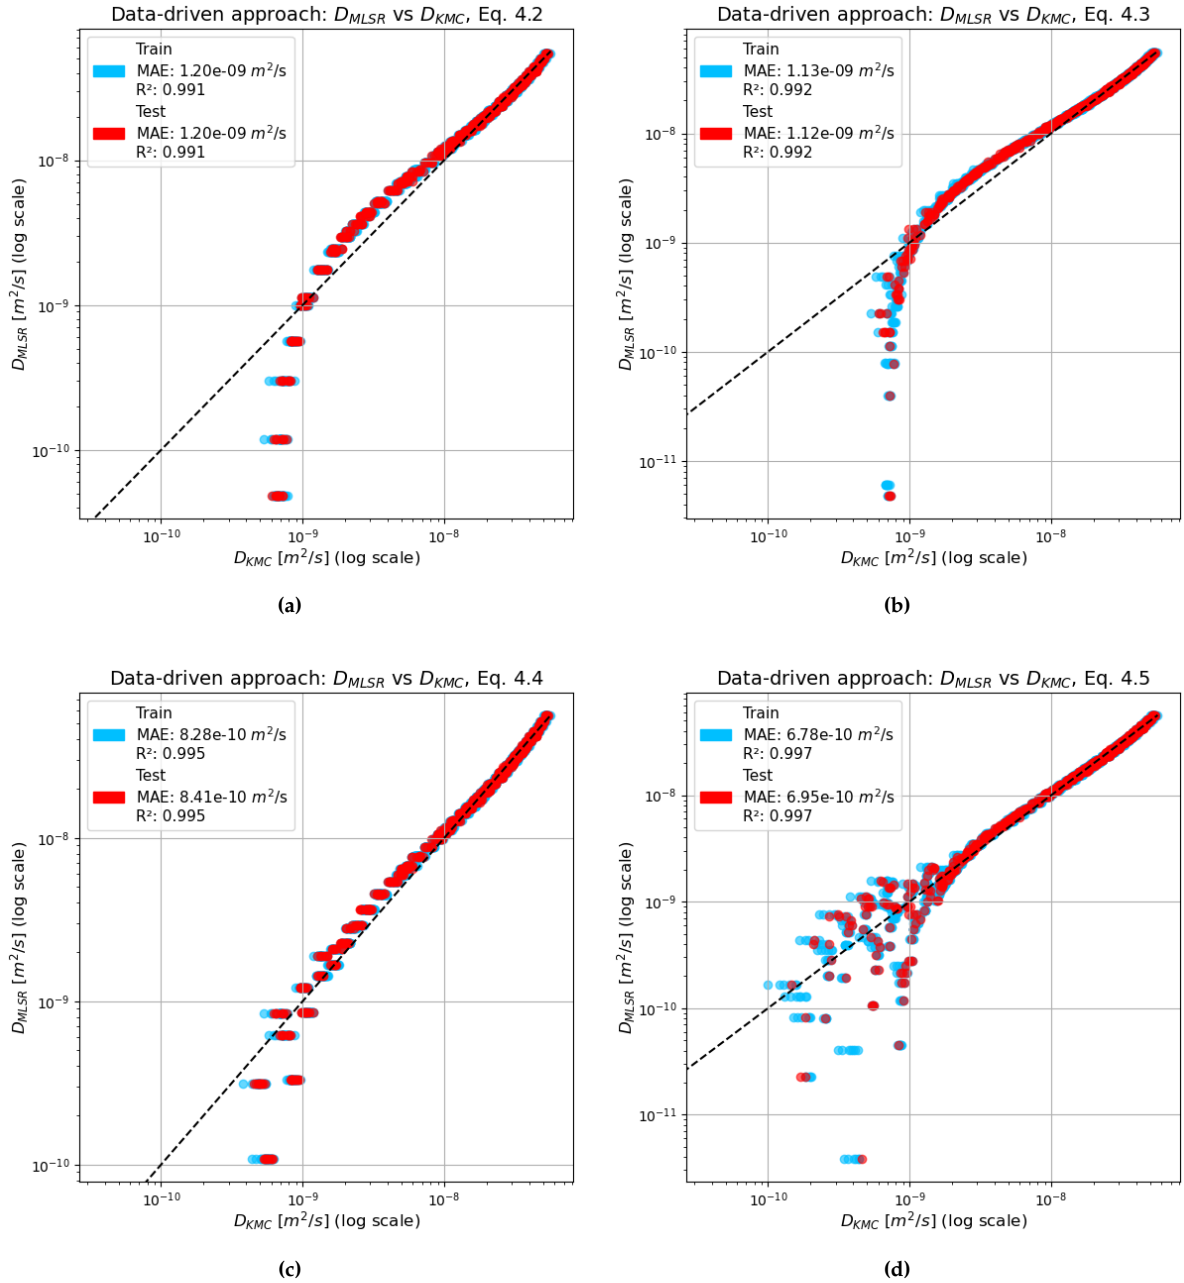 Data-driven approach: D_MLSR vs D_KMC, Eq. 4.2
Train
MAE: 1.20e-09 m²/s
R²: 0.991
Test
MAE: 1.20e-09 m²/s
R²: 0.991
D_MLSR [m²/s] (log scale)
10⁻⁸
10⁻⁹
10⁻¹⁰
10⁻¹⁰
10⁻⁹
10⁻⁸
D_KMC [m²/s] (log scale)
(a)
Data-driven approach: D_MLSR vs D_KMC, Eq. 4.3
Train
MAE: 1.13e-09 m²/s
R²: 0.992
Test
MAE: 1.12e-09 m²/s
R²: 0.992
D_MLSR [m²/s] (log scale)
10⁻⁸
10⁻⁹
10⁻¹⁰
10⁻¹¹
10⁻¹⁰
10⁻⁹
10⁻⁸
D_KMC [m²/s] (log scale)
(b)
Data-driven approach: D_MLSR vs D_KMC, Eq. 4.4
Train
MAE: 8.28e-10 m²/s
R²: 0.995
Test
MAE: 8.41e-10 m²/s
R²: 0.995
D_MLSR [m²/s] (log scale)
10⁻⁸
10⁻⁹
10⁻¹⁰
10⁻¹⁰
10⁻⁹
10⁻⁸
D_KMC [m²/s] (log scale)
(c)
Data-driven approach: D_MLSR vs D_KMC, Eq. 4.5
Train
MAE: 6.78e-10 m²/s
R²: 0.997
Test
MAE: 6.95e-10 m²/s
R²: 0.997
D_MLSR [m²/s] (log scale)
10⁻⁸
10⁻⁹
10⁻¹⁰
10⁻¹¹
10⁻¹⁰
10⁻⁹
10⁻⁸
D_KMC [m²/s] (log scale)
(d)